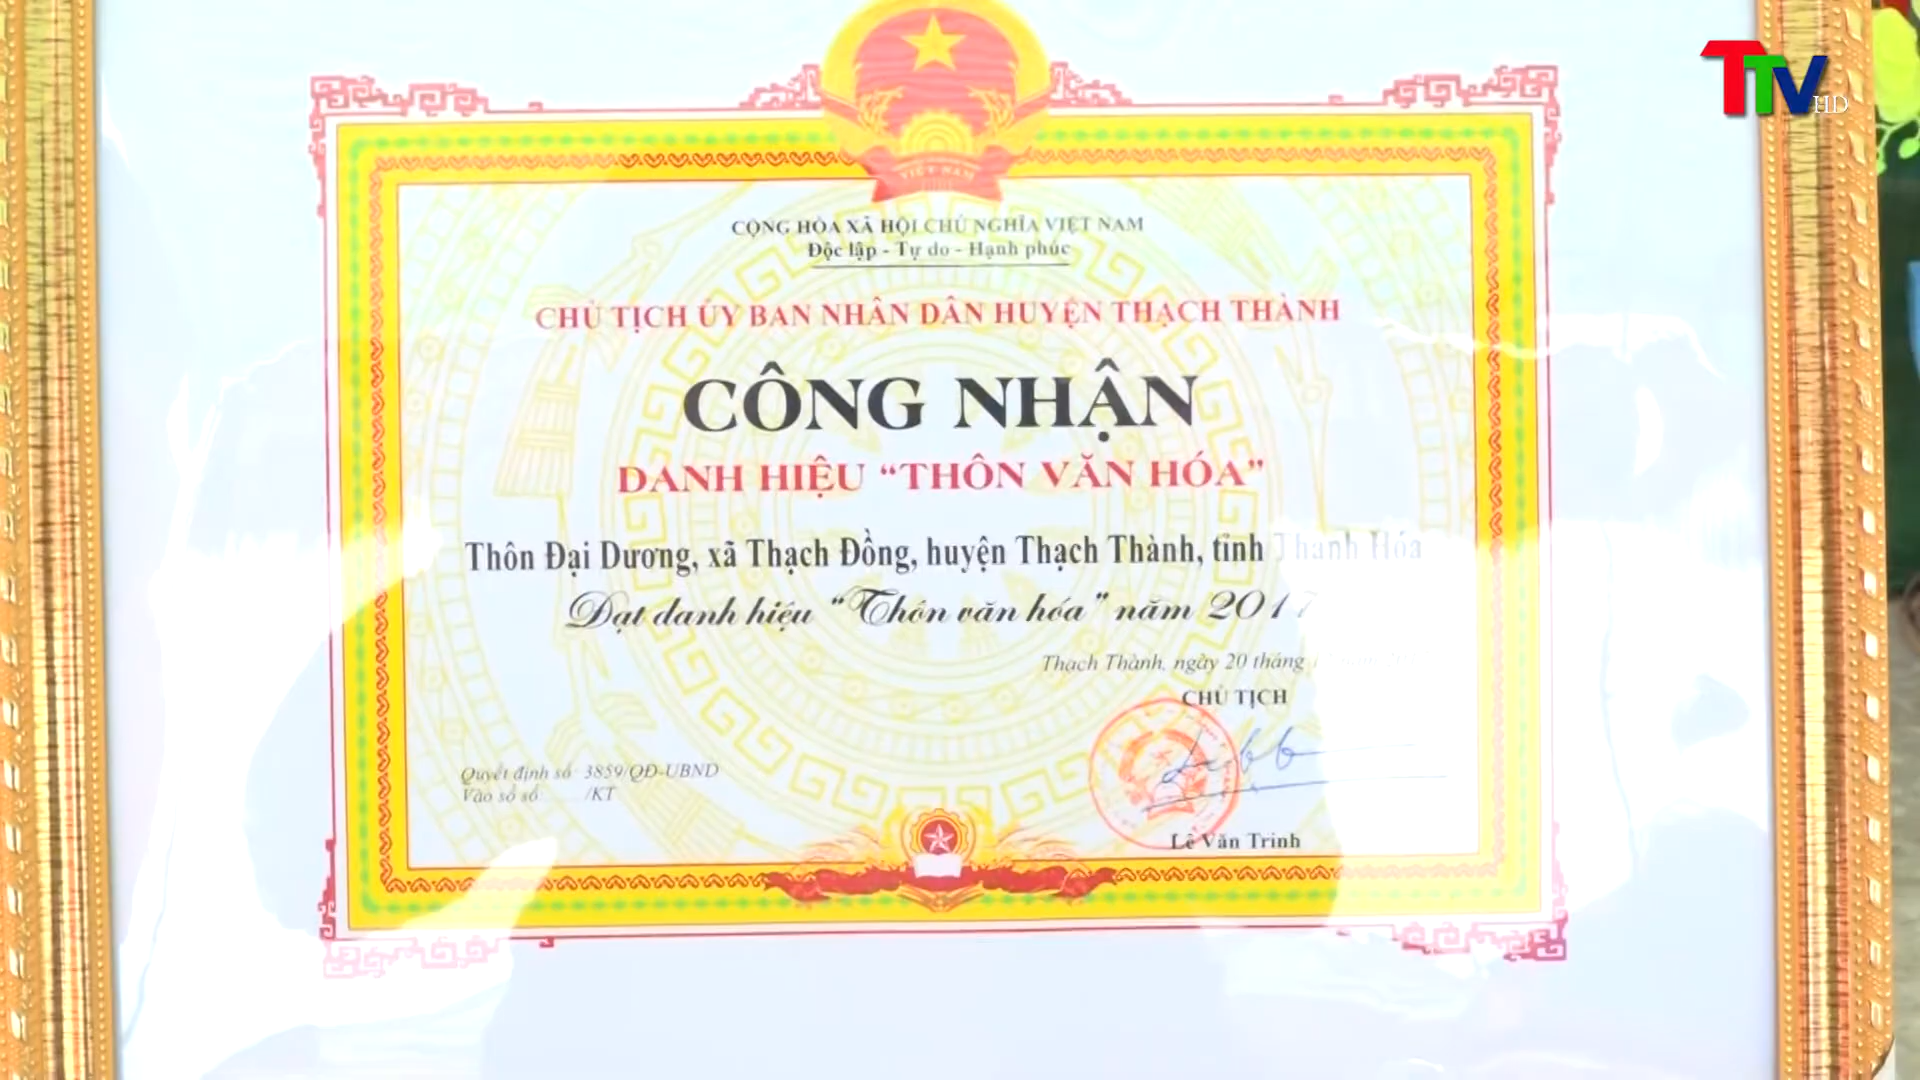 TTV HD
VIỆT NAM
CỘNG HÒA XÃ HỘI CHỦ NGHĨA VIỆT NAM
Độc lập - Tự do - Hạnh phúc
CHỦ TỊCH ỦY BAN NHÂN DÂN HUYỆN THẠCH THÀNH
CÔNG NHẬN
DANH HIỆU “THÔN VĂN HÓA”
Thôn Đại Dương, xã Thạch Đồng, huyện Thạch Thành, tỉnh Thanh Hóa
Đạt danh hiệu “Thôn văn hóa” năm 2017
Thạch Thành, ngày 20 tháng
CHỦ TỊCH
Quyết định số 3859/QĐ-UBND
Vào sổ số /KT
Lê Văn Trinh